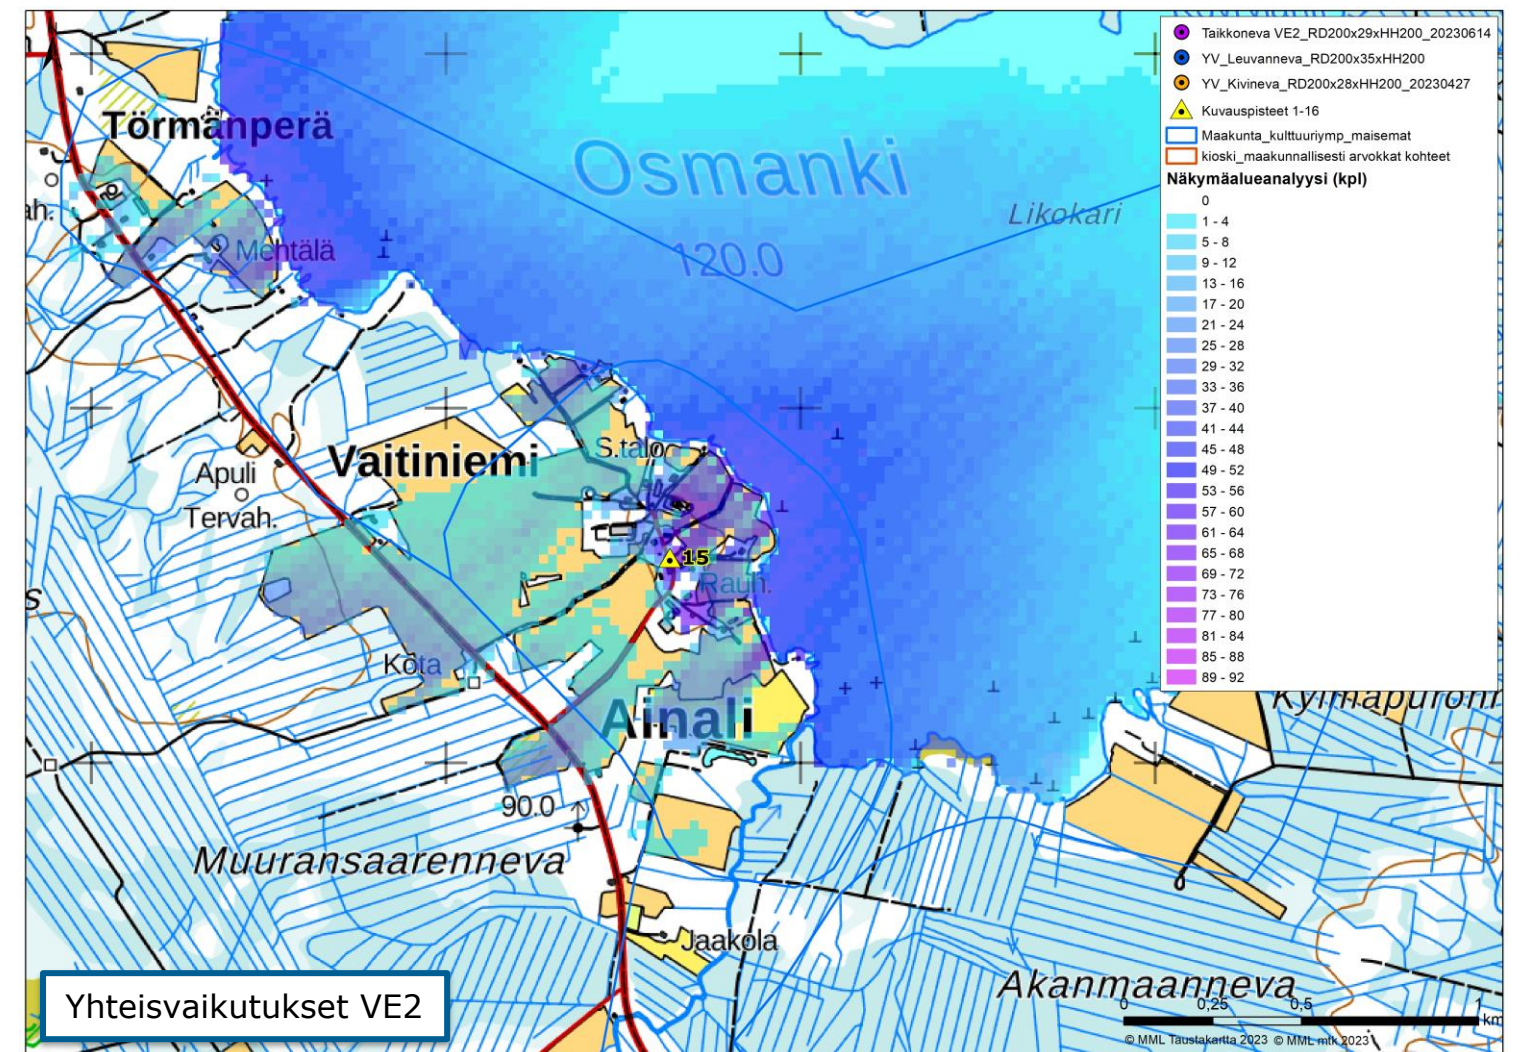 Taikkoneva VE2_RD200x29xHH200_20230614
YV_Leuvanneva_RD200x35xHH200
YV_Kivineva_RD200x28xHH200_20230427
Kuvauspisteet 1-16
Maakunta_kulttuuriymp_maisemat
kioski_maakunnallisesti arvokkat kohteet
Näkymäalueanalyysi (kpl)
0
1 - 4
5 - 8
9 - 12
13 - 16
17 - 20
21 - 24
25 - 28
29 - 32
33 - 36
37 - 40
41 - 44
45 - 48
49 - 52
53 - 56
57 - 60
61 - 64
65 - 68
69 - 72
73 - 76
77 - 80
81 - 84
85 - 88
89 - 92
Törmänperä
Osmanki
Likokari
ah.
Mehtälä
120.0
Vaitiniemi
S.talo
Apuli
Tervah.
15
Rauh.
s
Kota
Ainali
90.0
Muuransaarenneva
Jaakola
Akanmaanneva
0 0,25 0,5 1
km
© MML Taustakartta 2023 © MML mtk 2023
Yhteisvaikutukset VE2